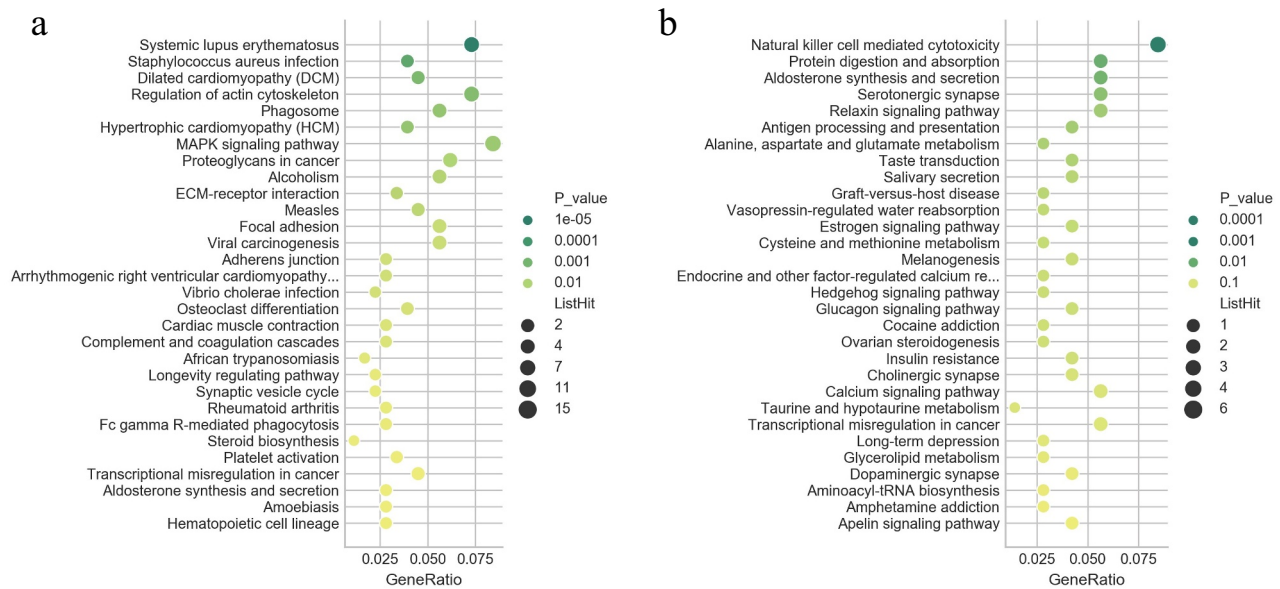 a
Systemic lupus erythematosus
Staphylococcus aureus infection
Dilated cardiomyopathy (DCM)
Regulation of actin cytoskeleton
Phagosome
Hypertrophic cardiomyopathy (HCM)
MAPK signaling pathway
Proteoglycans in cancer
Alcoholism
ECM-receptor interaction
Measles
Focal adhesion
Viral carcinogenesis
Adherens junction
Arrhythmogenic right ventricular cardiomyopathy...
Vibrio cholerae infection
Osteoclast differentiation
Cardiac muscle contraction
Complement and coagulation cascades
African trypanosomiasis
Longevity regulating pathway
Synaptic vesicle cycle
Rheumatoid arthritis
Fc gamma R-mediated phagocytosis
Steroid biosynthesis
Platelet activation
Transcriptional misregulation in cancer
Aldosterone synthesis and secretion
Amoebiasis
Hematopoietic cell lineage
0.025 0.050 0.075
GeneRatio
P_value
1e-05
0.0001
0.001
0.01
ListHit
2
4
7
11
15
b
Natural killer cell mediated cytotoxicity
Protein digestion and absorption
Aldosterone synthesis and secretion
Serotonergic synapse
Relaxin signaling pathway
Antigen processing and presentation
Alanine, aspartate and glutamate metabolism
Taste transduction
Salivary secretion
Graft-versus-host disease
Vasopressin-regulated water reabsorption
Estrogen signaling pathway
Cysteine and methionine metabolism
Melanogenesis
Endocrine and other factor-regulated calcium re...
Hedgehog signaling pathway
Glucagon signaling pathway
Cocaine addiction
Ovarian steroidogenesis
Insulin resistance
Cholinergic synapse
Calcium signaling pathway
Taurine and hypotaurine metabolism
Transcriptional misregulation in cancer
Long-term depression
Glycerolipid metabolism
Dopaminergic synapse
Aminoacyl-tRNA biosynthesis
Amphetamine addiction
Apelin signaling pathway
0.025 0.050 0.075
GeneRatio
P_value
0.0001
0.001
0.01
0.1
ListHit
1
2
3
4
6